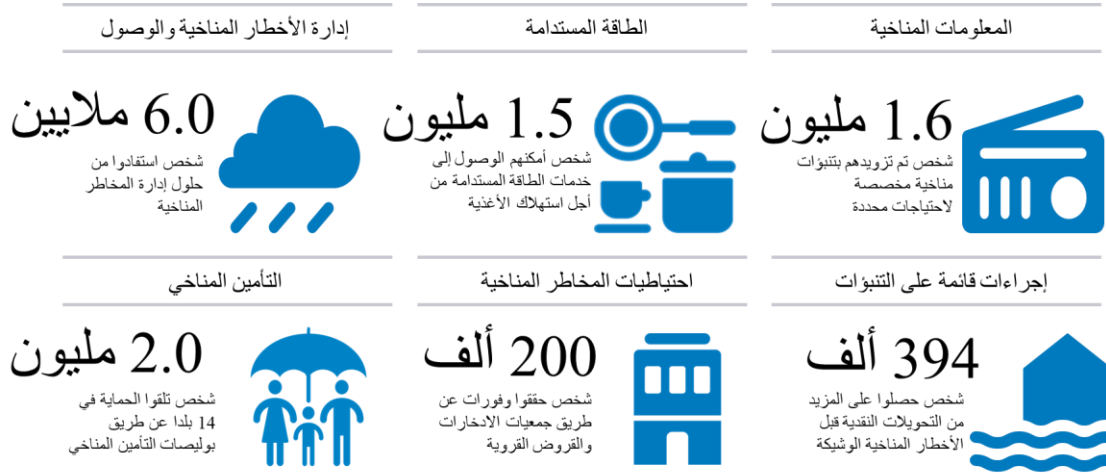 المعلومات المناخية
1.6 مليون
شخص تم تزويدهم بتنبؤات
مناخية مخصصة
لاحتياجات محددة
الطاقة المستدامة
1.5 مليون
شخص أمكنهم الوصول إلى
خدمات الطاقة المستدامة من
أجل استهلاك الأغذية
إدارة الأخطار المناخية والوصول
6.0 ملايين
شخص استفادوا من
حلول إدارة المخاطر
المناخية
إجراءات قائمة على التنبؤات
394 ألف
شخص حصلوا على المزيد
من التحويلات النقدية قبل
الأخطار المناخية الوشيكة
احتياطيات المخاطر المناخية
200 ألف
شخص حققوا وفورات عن
طريق جمعيات الادخارات
والقروض القروية
التأمين المناخي
2.0 مليون
شخص تلقوا الحماية في
14 بلدا عن طريق
بوليصات التأمين المناخي